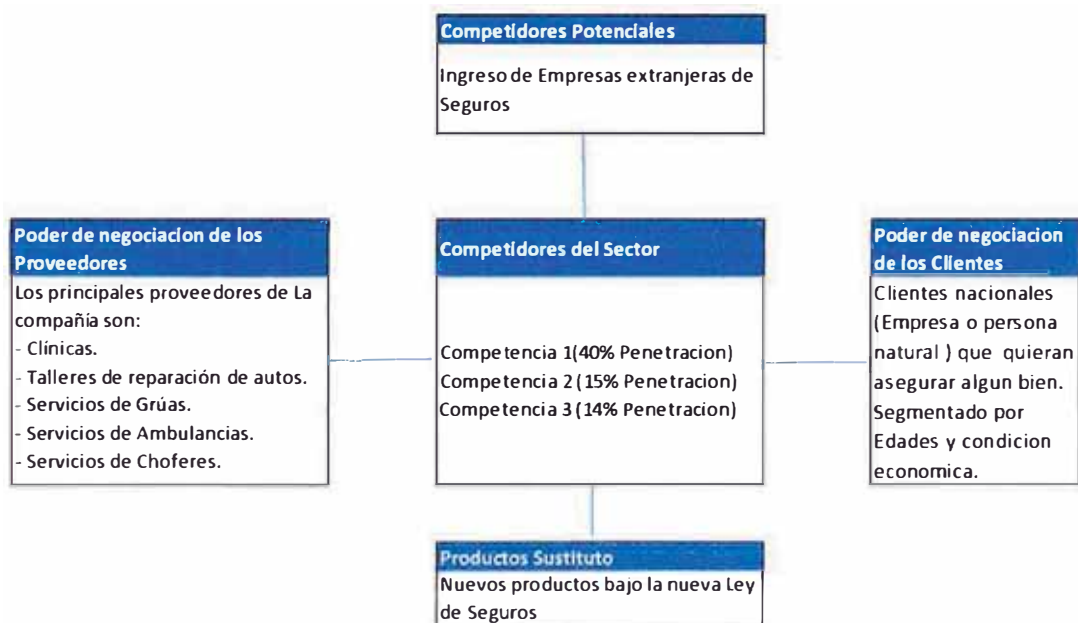 Competidores Potenciales
Ingreso de Empresas extranjeras de
Seguros
Poder de negociacion de los
Proveedores
Los principales proveedores de La
compañía son:
- Clínicas.
- Talleres de reparación de autos.
- Servicios de Grúas.
- Servicios de Ambulancias.
- Servicios de Choferes.
Competidores del Sector
Competencia 1(40% Penetracion)
Competencia 2 (15% Penetracion)
Competencia 3 (14% Penetracion)
Poder de negociacion
de los Clientes
Clientes nacionales
(Empresa o persona
natural ) que quieran
asegurar algun bien.
Segmentado por
Edades y condicion
economica.
Productos Sustituto
Nuevos productos bajo la nueva Ley
de Seguros